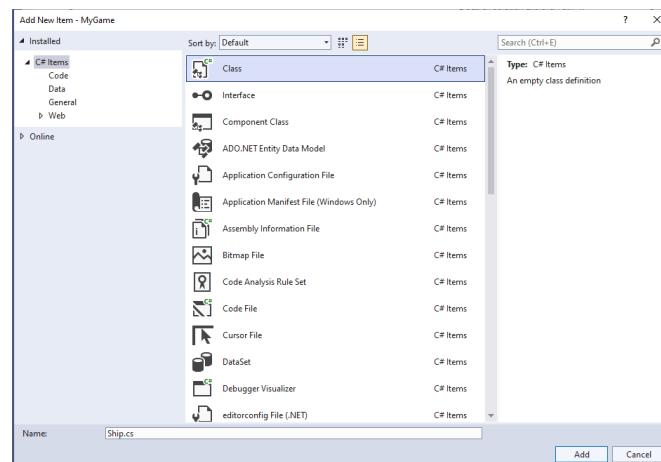 Add New Item - MyGame
? X
Installed
Sort by: Default
Search (Ctrl+E)
C# Items
Code
Data
General
Web
Online
C# Class C# Items
Interface C# Items
Component Class C# Items
ADO.NET Entity Data Model C# Items
Application Configuration File C# Items
Application Manifest File (Windows Only) C# Items
C# Assembly Information File C# Items
Bitmap File C# Items
Code Analysis Rule Set C# Items
C# Code File C# Items
Cursor File C# Items
DataSet C# Items
C# Debugger Visualizer C# Items
editorconfig File (.NET) C# Items
Type: C# Items
An empty class definition
Name: Ship.cs
Add Cancel